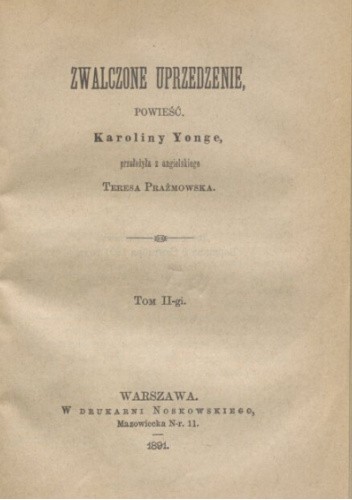 ZWALCZONE UPRZEDZENIE,
POWIEŚĆ,
Karoliny Yonge,
przełożyła z angielskiego
TERESA PRAŻMOWSKA.
TOM II-gi.
WARSZAWA.
W DRUKARNI NOSKOWSKIEGO,
Mazowiecka N-r. 11.
1891.